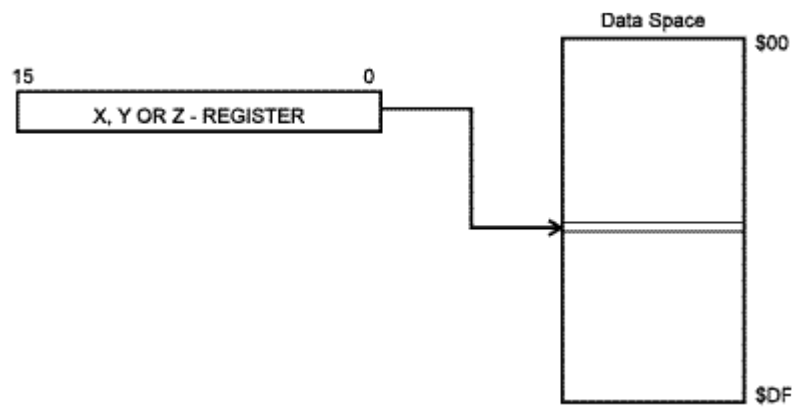 Data Space
$00
15 0
X, Y OR Z - REGISTER
$DF